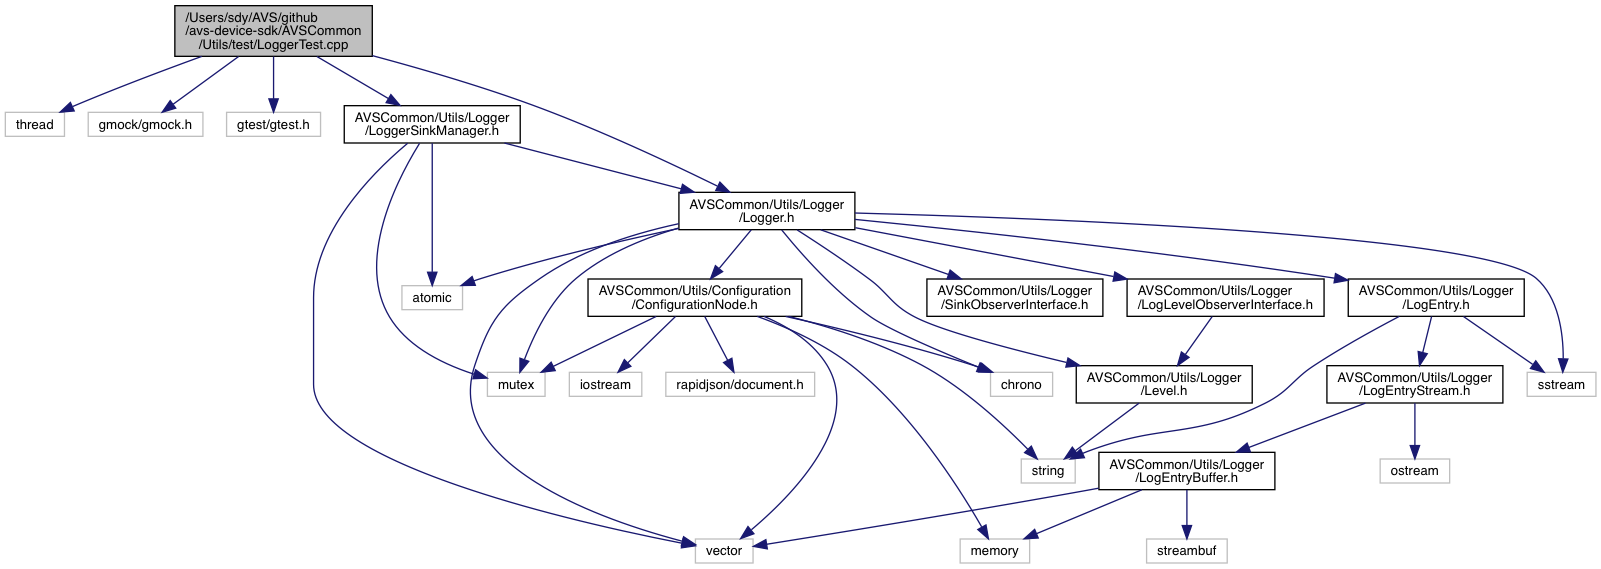 /Users/sdy/AVS/github
/avs-device-sdk/AVSCommon
/Utils/test/LoggerTest.cpp
thread
gmock/gmock.h
gtest/gtest.h
AVSCommon/Utils/Logger
/LoggerSinkManager.h
AVSCommon/Utils/Logger
/Logger.h
atomic
AVSCommon/Utils/Configuration
/ConfigurationNode.h
AVSCommon/Utils/Logger
/SinkObserverInterface.h
AVSCommon/Utils/Logger
/LogLevelObserverInterface.h
AVSCommon/Utils/Logger
/LogEntry.h
mutex
iostream
rapidjson/document.h
chrono
AVSCommon/Utils/Logger
/Level.h
AVSCommon/Utils/Logger
/LogEntryStream.h
sstream
string
AVSCommon/Utils/Logger
/LogEntryBuffer.h
ostream
vector
memory
streambuf